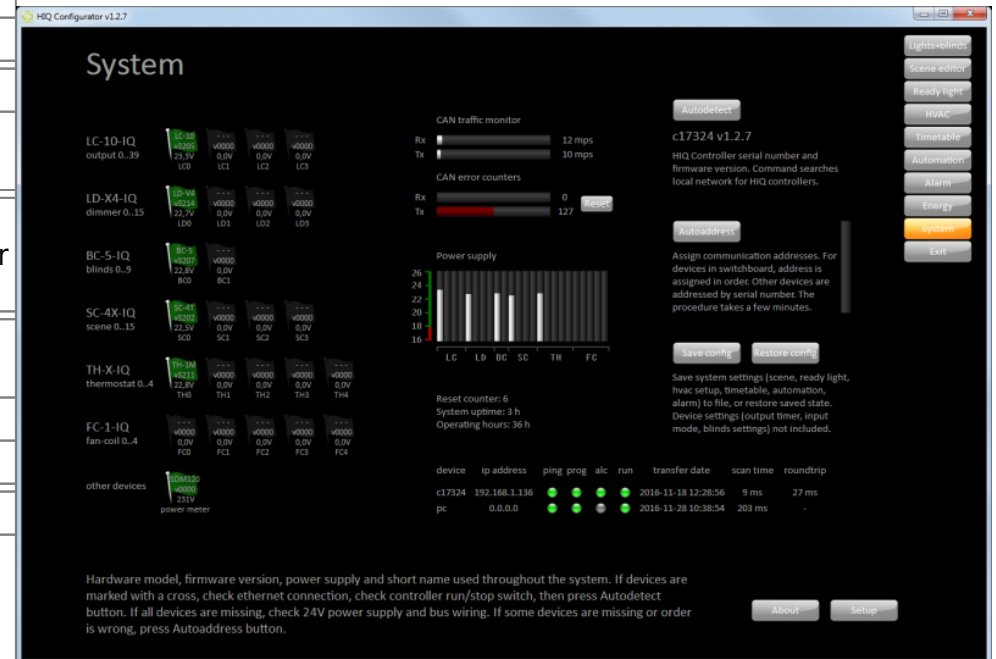 HIQ Configurator v1.2.7
System
LC-10-IQ
output 0..39
LC-10
v9205
23,5V
LC0
---
v0000
0,0V
LC1
---
v0000
0,0V
LC2
---
v0000
0,0V
LC3
LD-X4-IQ
dimmer 0..15
LD-V4
v9214
22,7V
LD0
---
v0000
0,0V
LD1
---
v0000
0,0V
LD2
---
v0000
0,0V
LD3
BC-5-IQ
blinds 0..9
BC-5
v9207
22,8V
BC0
---
v0000
0,0V
BC1
SC-4X-IQ
scene 0..15
SC-4T
v9202
22,5V
SC0
---
v0000
0,0V
SC1
---
v0000
0,0V
SC2
---
v0000
0,0V
SC3
TH-X-IQ
thermostat 0..4
TH-1M
v9211
22,8V
TH0
---
v0000
0,0V
TH1
---
v0000
0,0V
TH2
---
v0000
0,0V
TH3
---
v0000
0,0V
TH4
FC-1-IQ
fan-coil 0..4
---
v0000
0,0V
FC0
---
v0000
0,0V
FC1
---
v0000
0,0V
FC2
---
v0000
0,0V
FC3
---
v0000
0,0V
FC4
other devices
SDM120
v0000
231V
power meter
CAN traffic monitor
Rx 12 mps
Tx 10 mps
CAN error counters
Rx 0
Tx 127
Reset
Power supply
26
24
22
20
18
16
LC LD BC SC TH FC
Reset counter: 6
System uptime: 3 h
Operating hours: 36 h
Autodetect
c17324 v1.2.7
HIQ Controller serial number and
firmware version. Command searches
local network for HIQ controllers.
Autoaddress
Assign communication addresses. For
devices in switchboard, address is
assigned in order. Other devices are
addressed by serial number. The
procedure takes a few minutes.
Save config Restore config
Save system settings (scene, ready light,
hvac setup, timetable, automation,
alarm) to file, or restore saved state.
Device settings (output timer, input
mode, blinds settings) not included.
device ip address ping prog alc run transfer date scan time roundtrip
c17324 192.168.1.136 2016-11-18 12:28:56 9 ms 27 ms
pc 0.0.0.0 2016-11-28 10:38:54 203 ms -
Lights+blinds
Scene editor
Ready light
HVAC
Timetable
Automation
Alarm
Energy
System
Exit
Hardware model, firmware version, power supply and short name used throughout the system. If devices are
marked with a cross, check ethernet connection, check controller run/stop switch, then press Autodetect
button. If all devices are missing, check 24V power supply and bus wiring. If some devices are missing or order
is wrong, press Autoaddress button.
About Setup
r